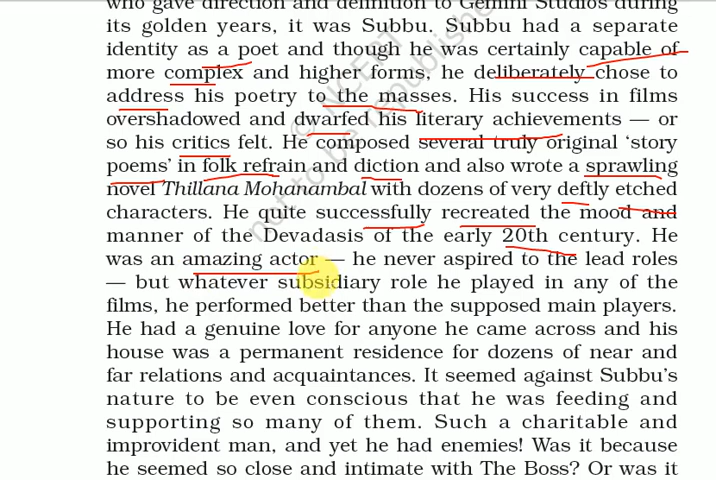 who gave direction and definition to Gemini Studios during
its golden years, it was Subbu. Subbu had a separate
identity as a poet and though he was certainly capable of
more complex and higher forms, he deliberately chose to
address his poetry to the masses. His success in films
overshadowed and dwarfed his literary achievements — or
so his critics felt. He composed several truly original ‘story
poems’ in folk refrain and diction and also wrote a sprawling
novel Thillana Mohanambal with dozens of very deftly etched
characters. He quite successfully recreated the mood and
manner of the Devadasis of the early 20th century. He
was an amazing actor — he never aspired to the lead roles
— but whatever subsidiary role he played in any of the
films, he performed better than the supposed main players.
He had a genuine love for anyone he came across and his
house was a permanent residence for dozens of near and
far relations and acquaintances. It seemed against Subbu’s
nature to be even conscious that he was feeding and
supporting so many of them. Such a charitable and
improvident man, and yet he had enemies! Was it because
he seemed so close and intimate with The Boss? Or was it
© NCERT
not to be republished